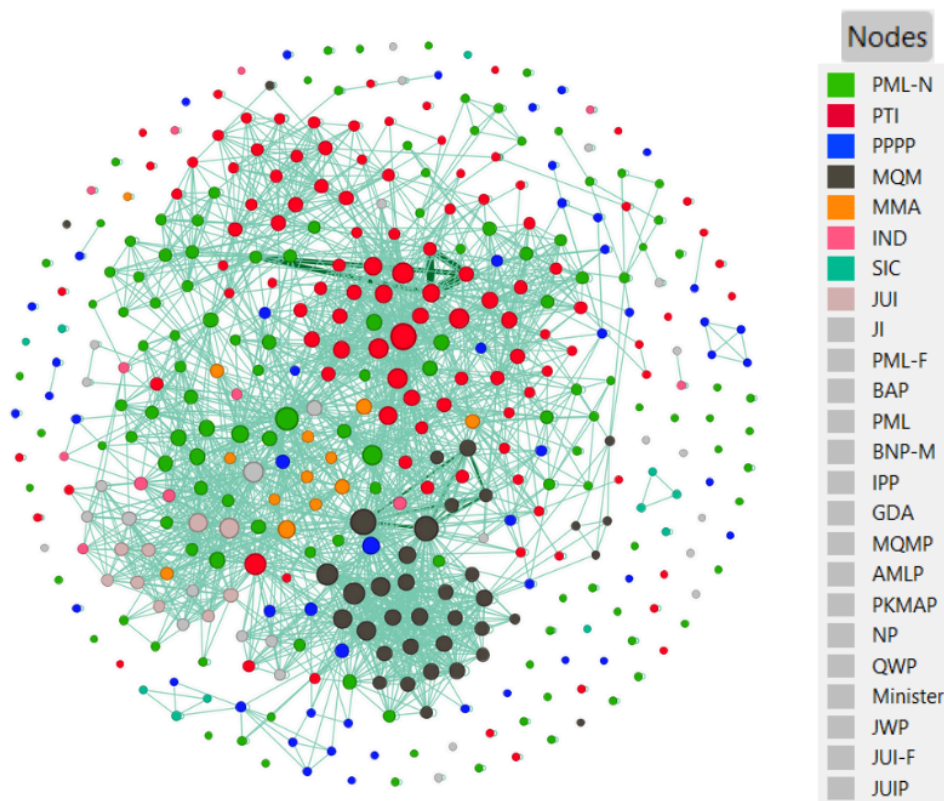 Nodes
PML-N
PTI
PPPP
MQM
MMA
IND
SIC
JUI
JI
PML-F
BAP
PML
BNP-M
IPP
GDA
MQMP
AMLP
PKMAP
NP
QWP
Minister
JWP
JUI-F
JUIP